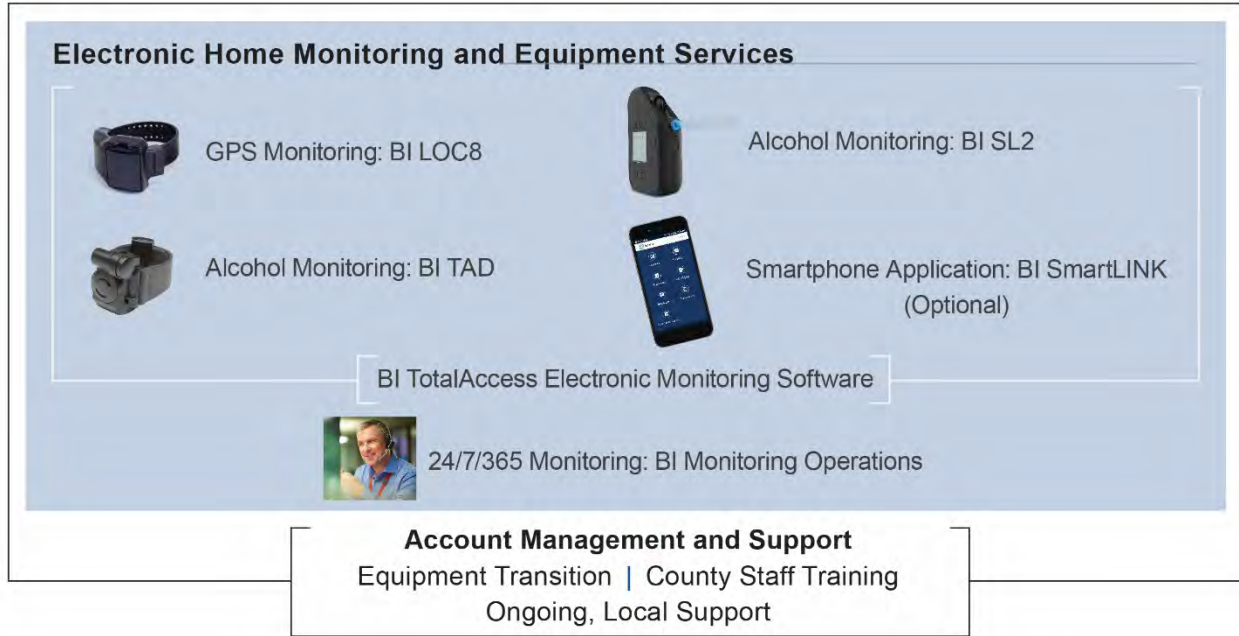 Electronic Home Monitoring and Equipment Services
GPS Monitoring: BI LOC8
Alcohol Monitoring: BI SL2
Alcohol Monitoring: BI TAD
Smartphone Application: BI SmartLINK
(Optional)
BI TotalAccess Electronic Monitoring Software
24/7/365 Monitoring: BI Monitoring Operations
Account Management and Support
Equipment Transition | County Staff Training
Ongoing, Local Support